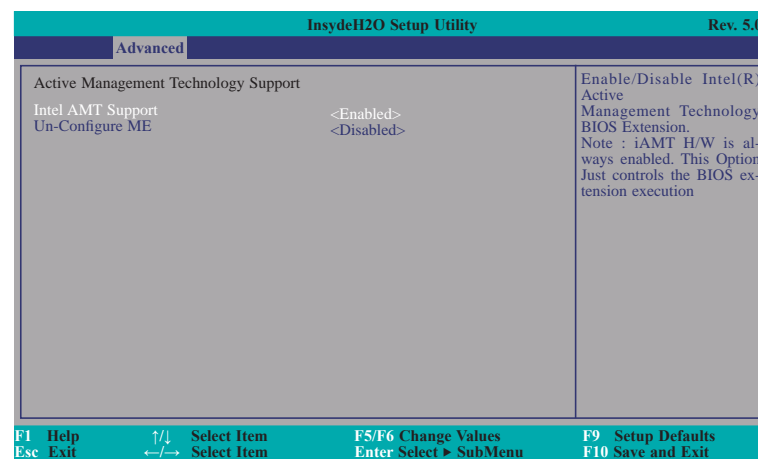 InsydeH2O Setup Utility Rev. 5.0
Advanced
Active Management Technology Support
Intel AMT Support <Enabled>
Un-Configure ME <Disabled>
Enable/Disable Intel(R)
Active
Management Technology
BIOS Extension.
Note : iAMT H/W is al-
ways enabled. This Option
Just controls the BIOS ex-
tension execution
F1 Help ↑/↓ Select Item F5/F6 Change Values F9 Setup Defaults
Esc Exit ←/→ Select Item Enter Select ▶ SubMenu F10 Save and Exit